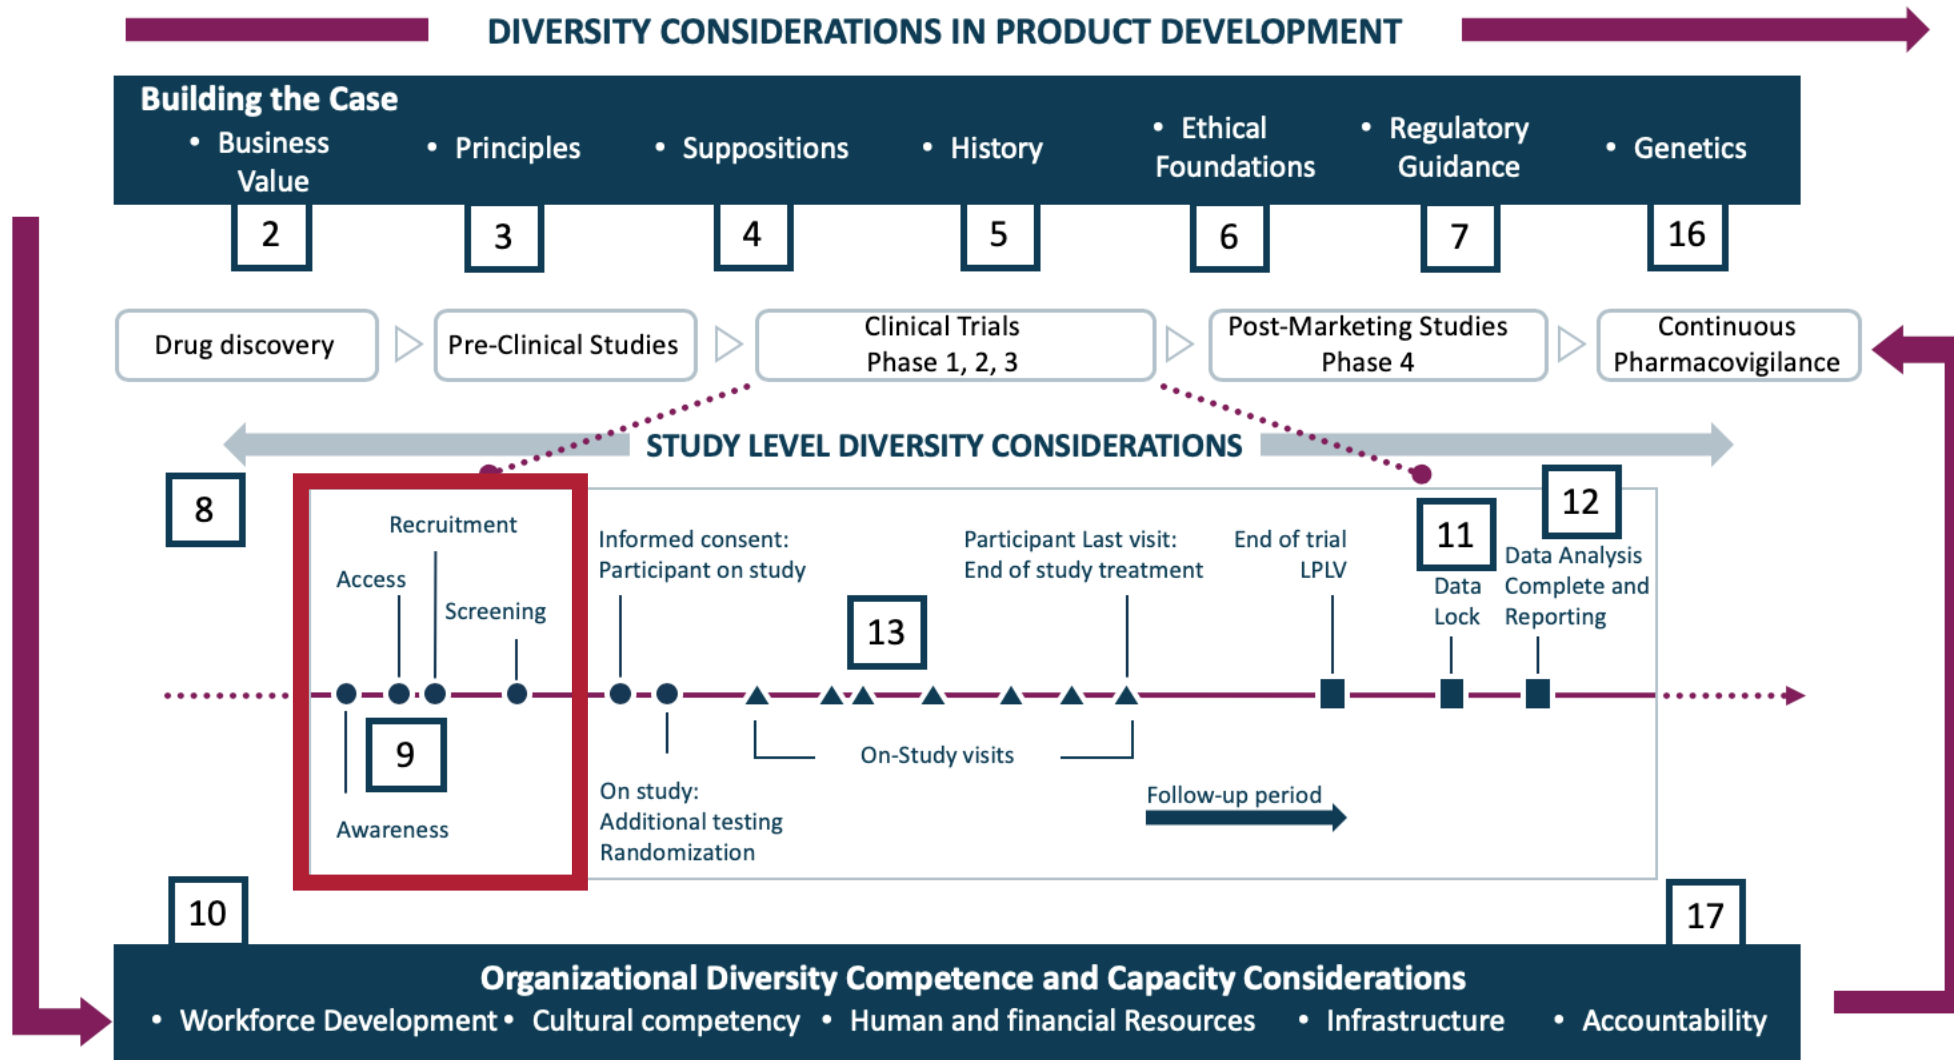 DIVERSITY CONSIDERATIONS IN PRODUCT DEVELOPMENT
Building the Case
• Business
Value
• Principles
• Suppositions
• History
• Ethical
Foundations
• Regulatory
Guidance
• Genetics
2
3
4
5
6
7
16
Drug discovery
Pre-Clinical Studies
Clinical Trials
Phase 1, 2, 3
Post-Marketing Studies
Phase 4
Continuous
Pharmacovigilance
STUDY LEVEL DIVERSITY CONSIDERATIONS
8
Recruitment
Access
Screening
9
Awareness
Informed consent:
Participant on study
On study:
Additional testing
Randomization
13
On-Study visits
Participant Last visit:
End of study treatment
Follow-up period
End of trial
LPLV
11
Data
Lock
12
Data Analysis
Complete and
Reporting
10
17
Organizational Diversity Competence and Capacity Considerations
• Workforce Development • Cultural competency • Human and financial Resources • Infrastructure • Accountability